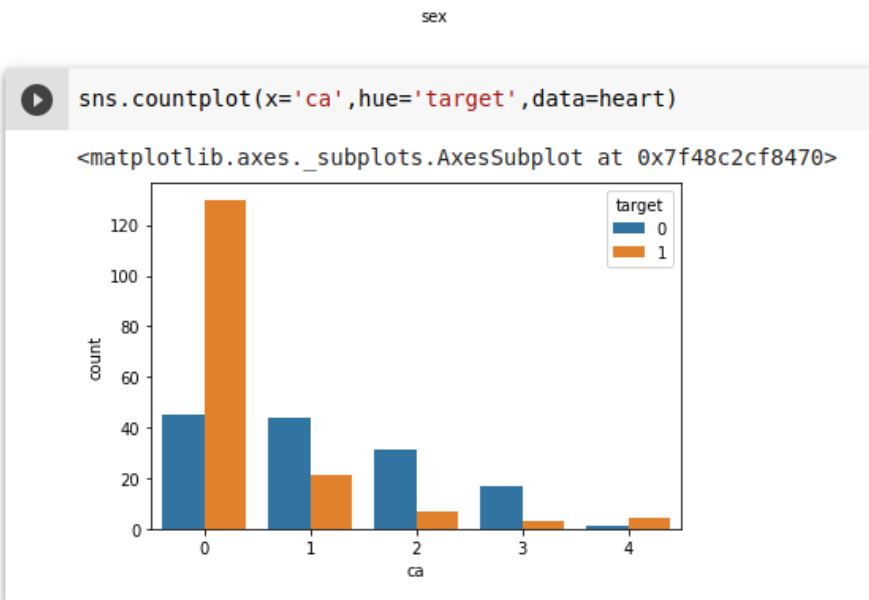 sex
sns.countplot(x='ca',hue='target',data=heart)
<matplotlib.axes._subplots.AxesSubplot at 0x7f48c2cf8470>
target
0
1
120
100
80
60
40
20
0
count
0 1 2 3 4
ca